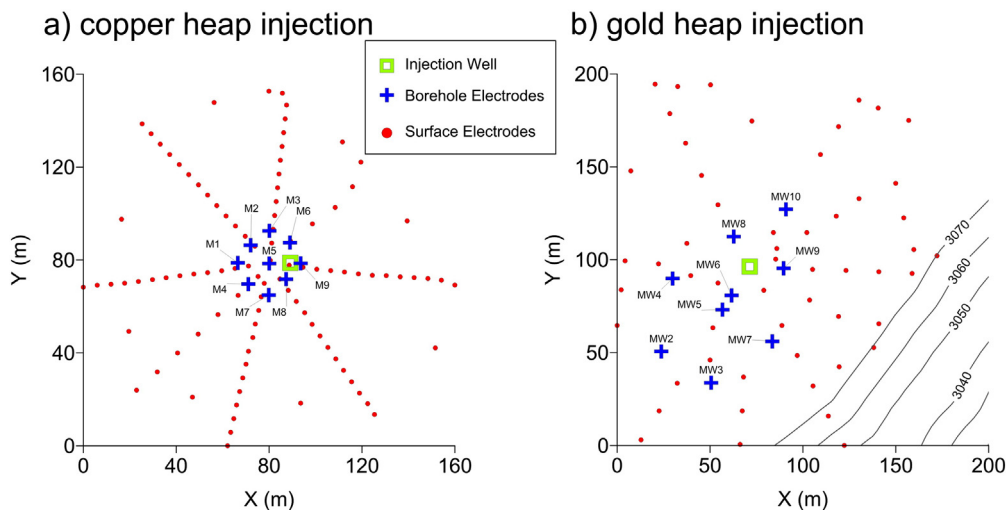 a) copper heap injection
b) gold heap injection
Injection Well
Borehole Electrodes
Surface Electrodes
160
120
80
40
0
Y (m)
0
40
80
120
160
X (m)
M1
M2
M3
M6
M5
M4
M7
M8
M9
200
150
100
50
0
Y (m)
0
50
100
150
200
X (m)
MW10
MW8
MW9
MW6
MW4
MW5
MW7
MW2
MW3
3070
3060
3050
3040